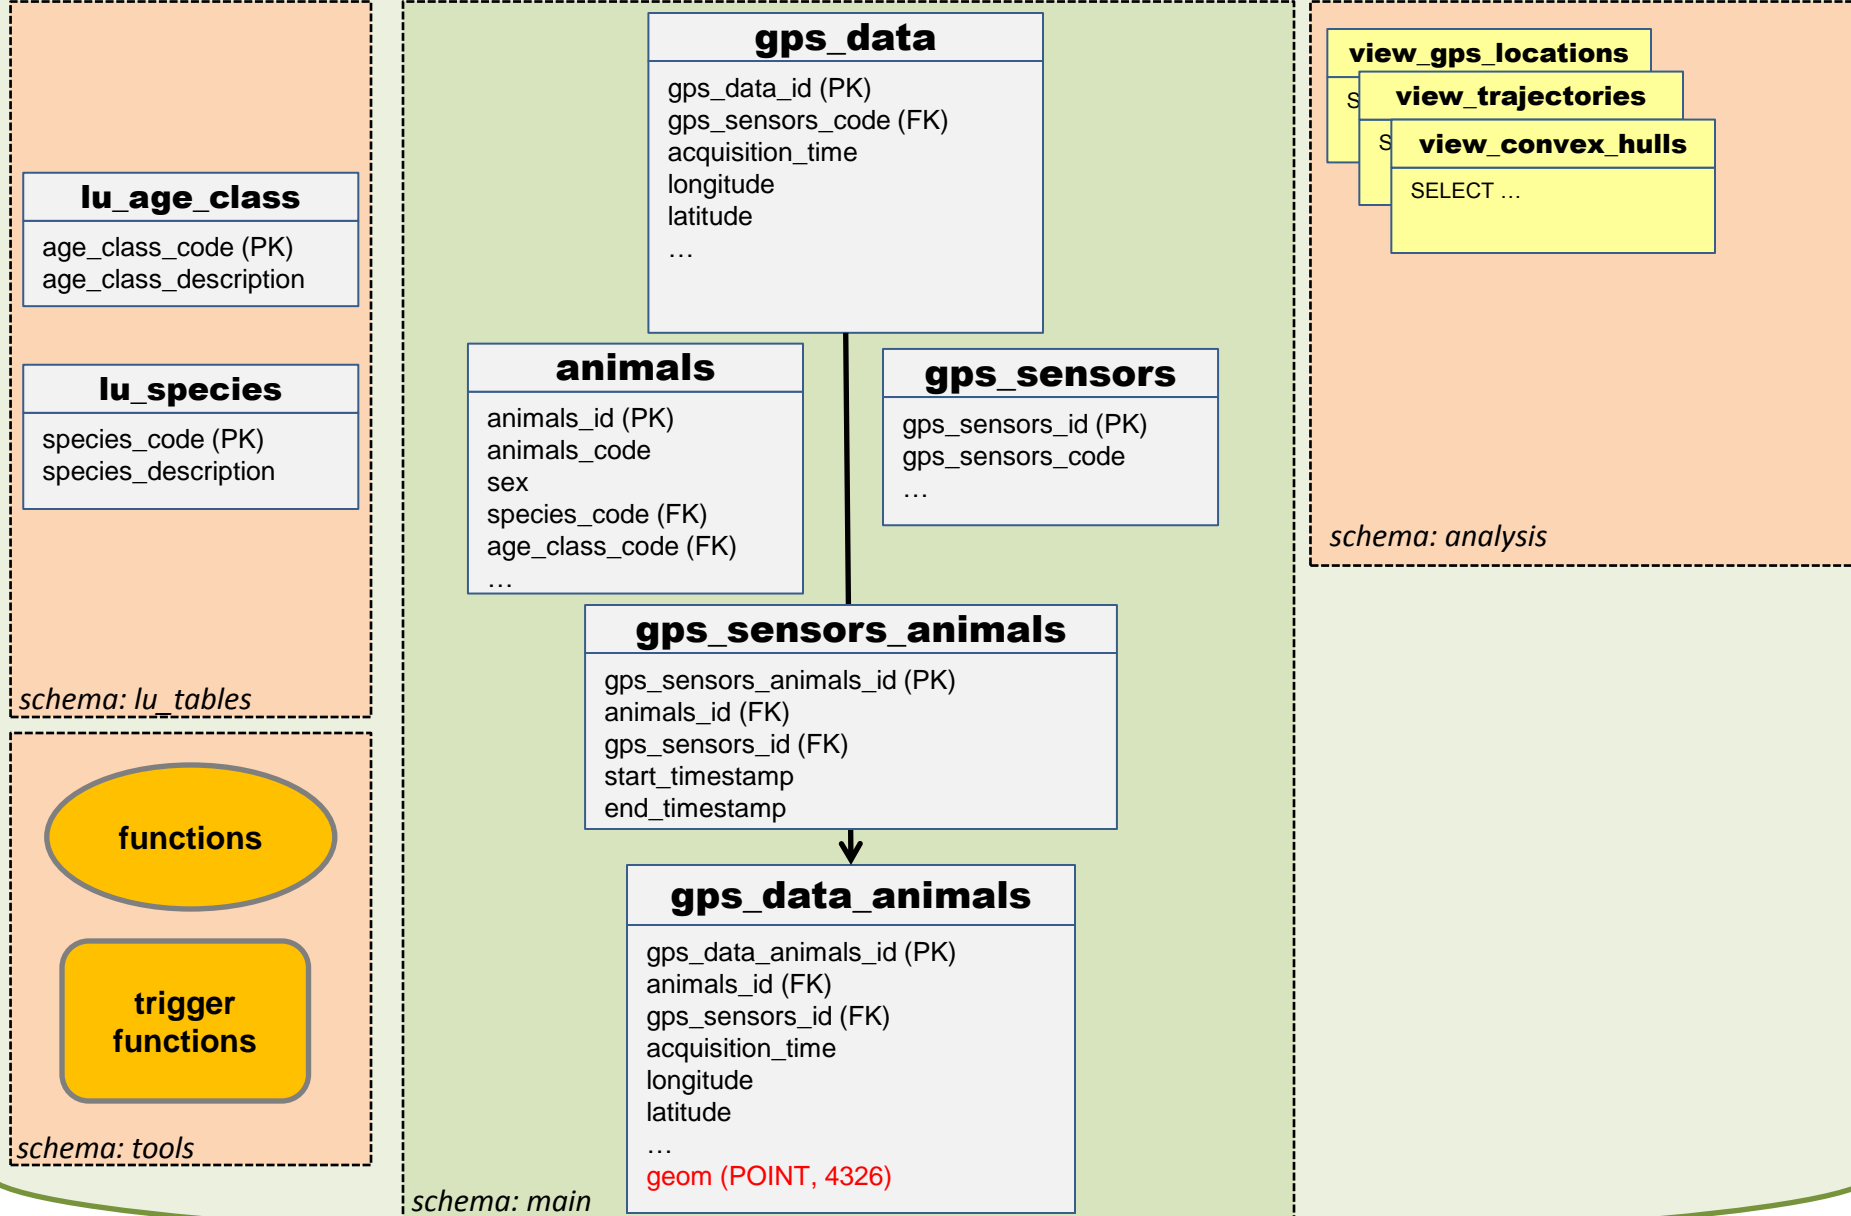 lu_age_class
age_class_code (PK)
age_class_description
lu_species
species_code (PK)
species_description
schema: lu_tables
functions
trigger
functions
schema: tools
gps_data
gps_data_id (PK)
gps_sensors_code (FK)
acquisition_time
longitude
latitude
…
animals
animals_id (PK)
animals_code
sex
species_code (FK)
age_class_code (FK)
…
gps_sensors
gps_sensors_id (PK)
gps_sensors_code
…
gps_sensors_animals
gps_sensors_animals_id (PK)
animals_id (FK)
gps_sensors_id (FK)
start_timestamp
end_timestamp
gps_data_animals
gps_data_animals_id (PK)
animals_id (FK)
gps_sensors_id (FK)
acquisition_time
longitude
latitude
…
geom (POINT, 4326)
schema: main
view_gps_locations
S
view_trajectories
S
view_convex_hulls
SELECT …
schema: analysis